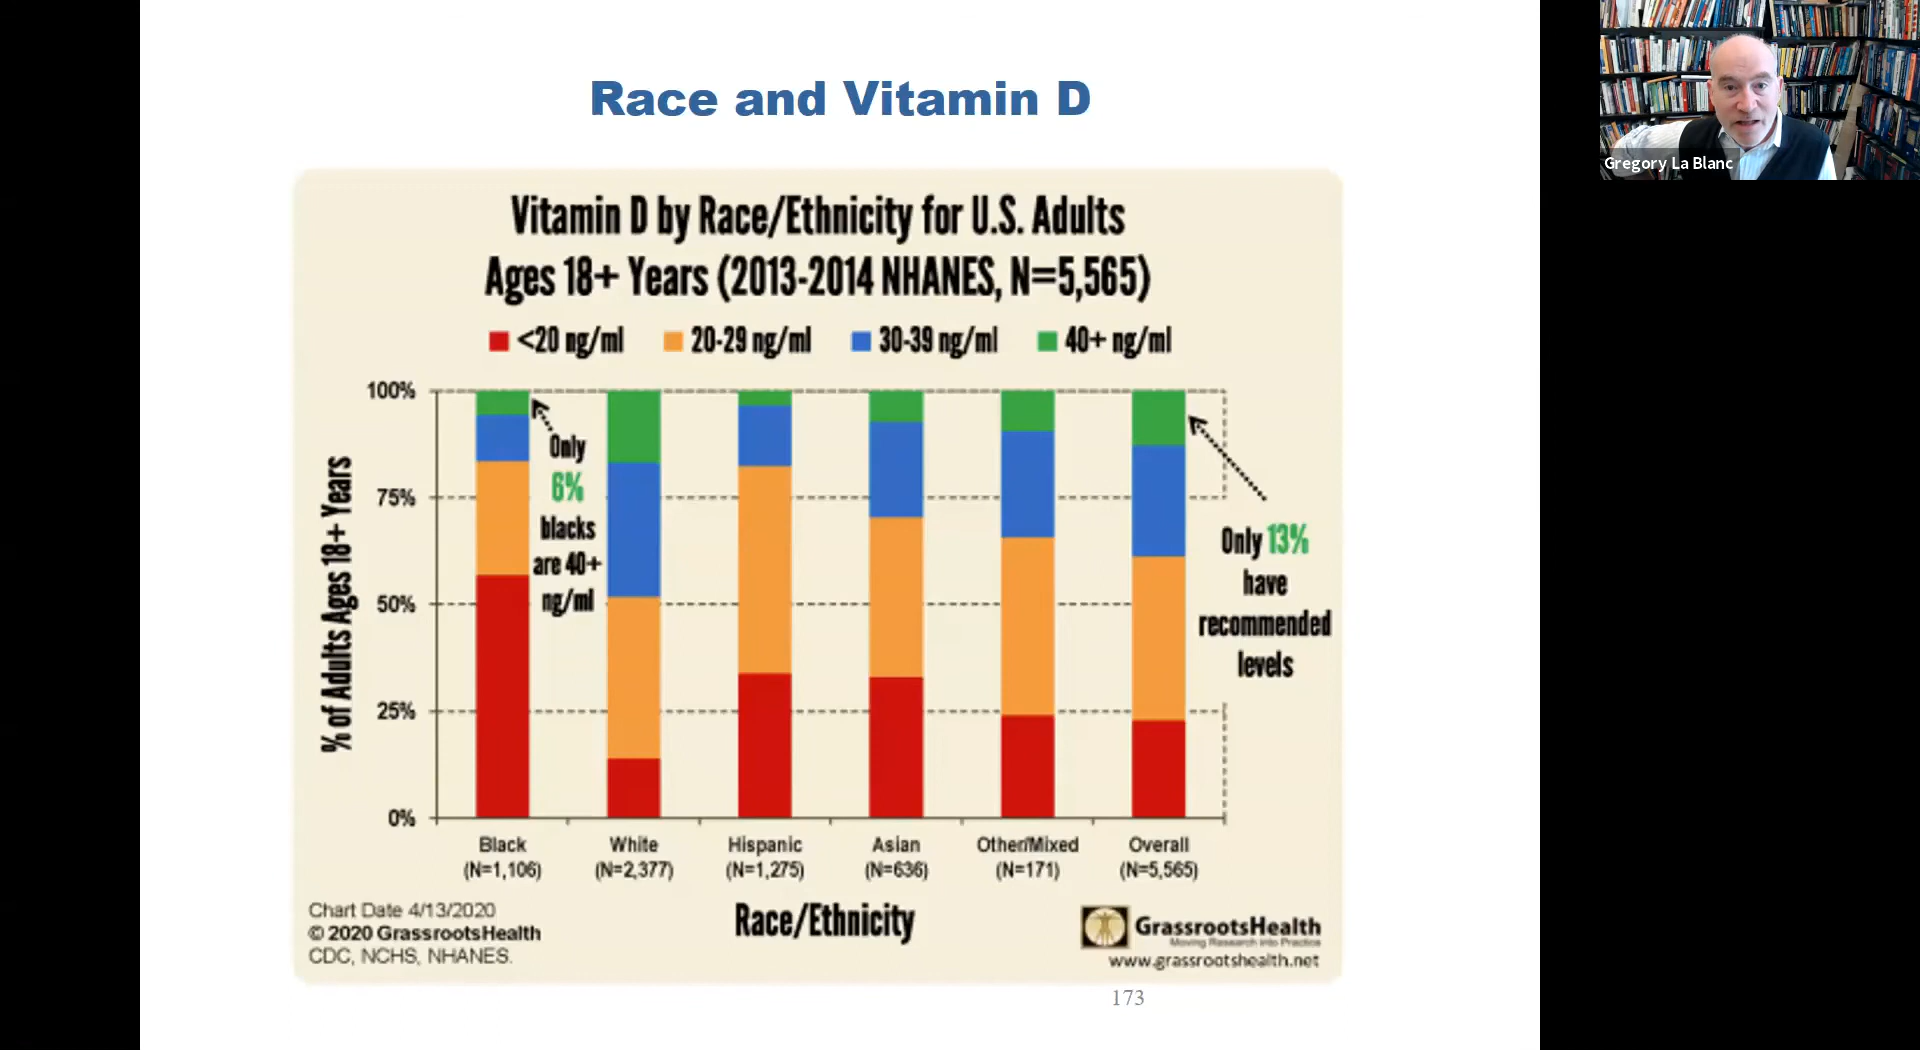 Race and Vitamin D
Gregory La Blanc
Vitamin D by Race/Ethnicity for U.S. Adults
Ages 18+ Years (2013-2014 NHANES, N=5,565)
<20 ng/ml 20-29 ng/ml 30-39 ng/ml 40+ ng/ml
% of Adults Ages 18+ Years
100%
75%
50%
25%
0%
Only
6%
blacks
are 40+
ng/ml
Only 13%
have
recommended
levels
Black White Hispanic Asian Other/Mixed Overall
(N=1,106) (N=2,377) (N=1,275) (N=636) (N=171) (N=5,565)
Race/Ethnicity
Chart Date 4/13/2020
© 2020 GrassrootsHealth
CDC, NCHS, NHANES.
GrassrootsHealth
Moving Research into Practice
www.grassrootshealth.net
173